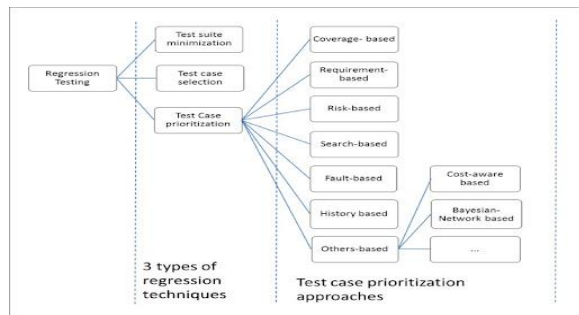 Regression
Testing
Test suite
minimization
Test case
selection
Test Case
prioritization
Coverage- based
Requirement-
based
Risk-based
Search-based
Fault-based
History based
Others-based
Cost-aware
based
Bayesian-
Network based
...
3 types of
regression
techniques
Test case prioritization
approaches